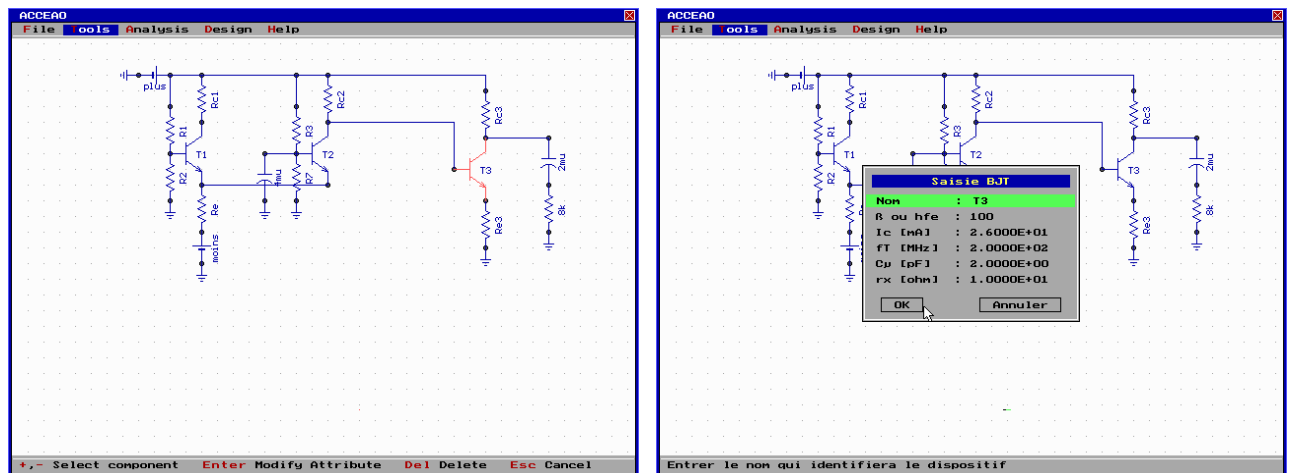 ACCEAO
File Tools Analysis Design Help
plus
Rc1
Rc2
R1
R3
Rc3
T1
T2
T3
R2
4mu
R7
2mu
Re
Re3
8k
moins
+,- Select component Enter Modify Attribute Del Delete Esc Cancel
ACCEAO
File Tools Analysis Design Help
plus
Rc1
Rc2
R1
R3
Rc3
T1
T2
T3
R2
2mu
Re3
8k
Saisie BJT
Nom : T3
ß ou hfe : 100
Ic [mA] : 2.6000E+01
fT [MHz] : 2.0000E+02
Cµ [pF] : 2.0000E+00
rx [ohm] : 1.0000E+01
OK Annuler
Entrer le nom qui identifiera le dispositif